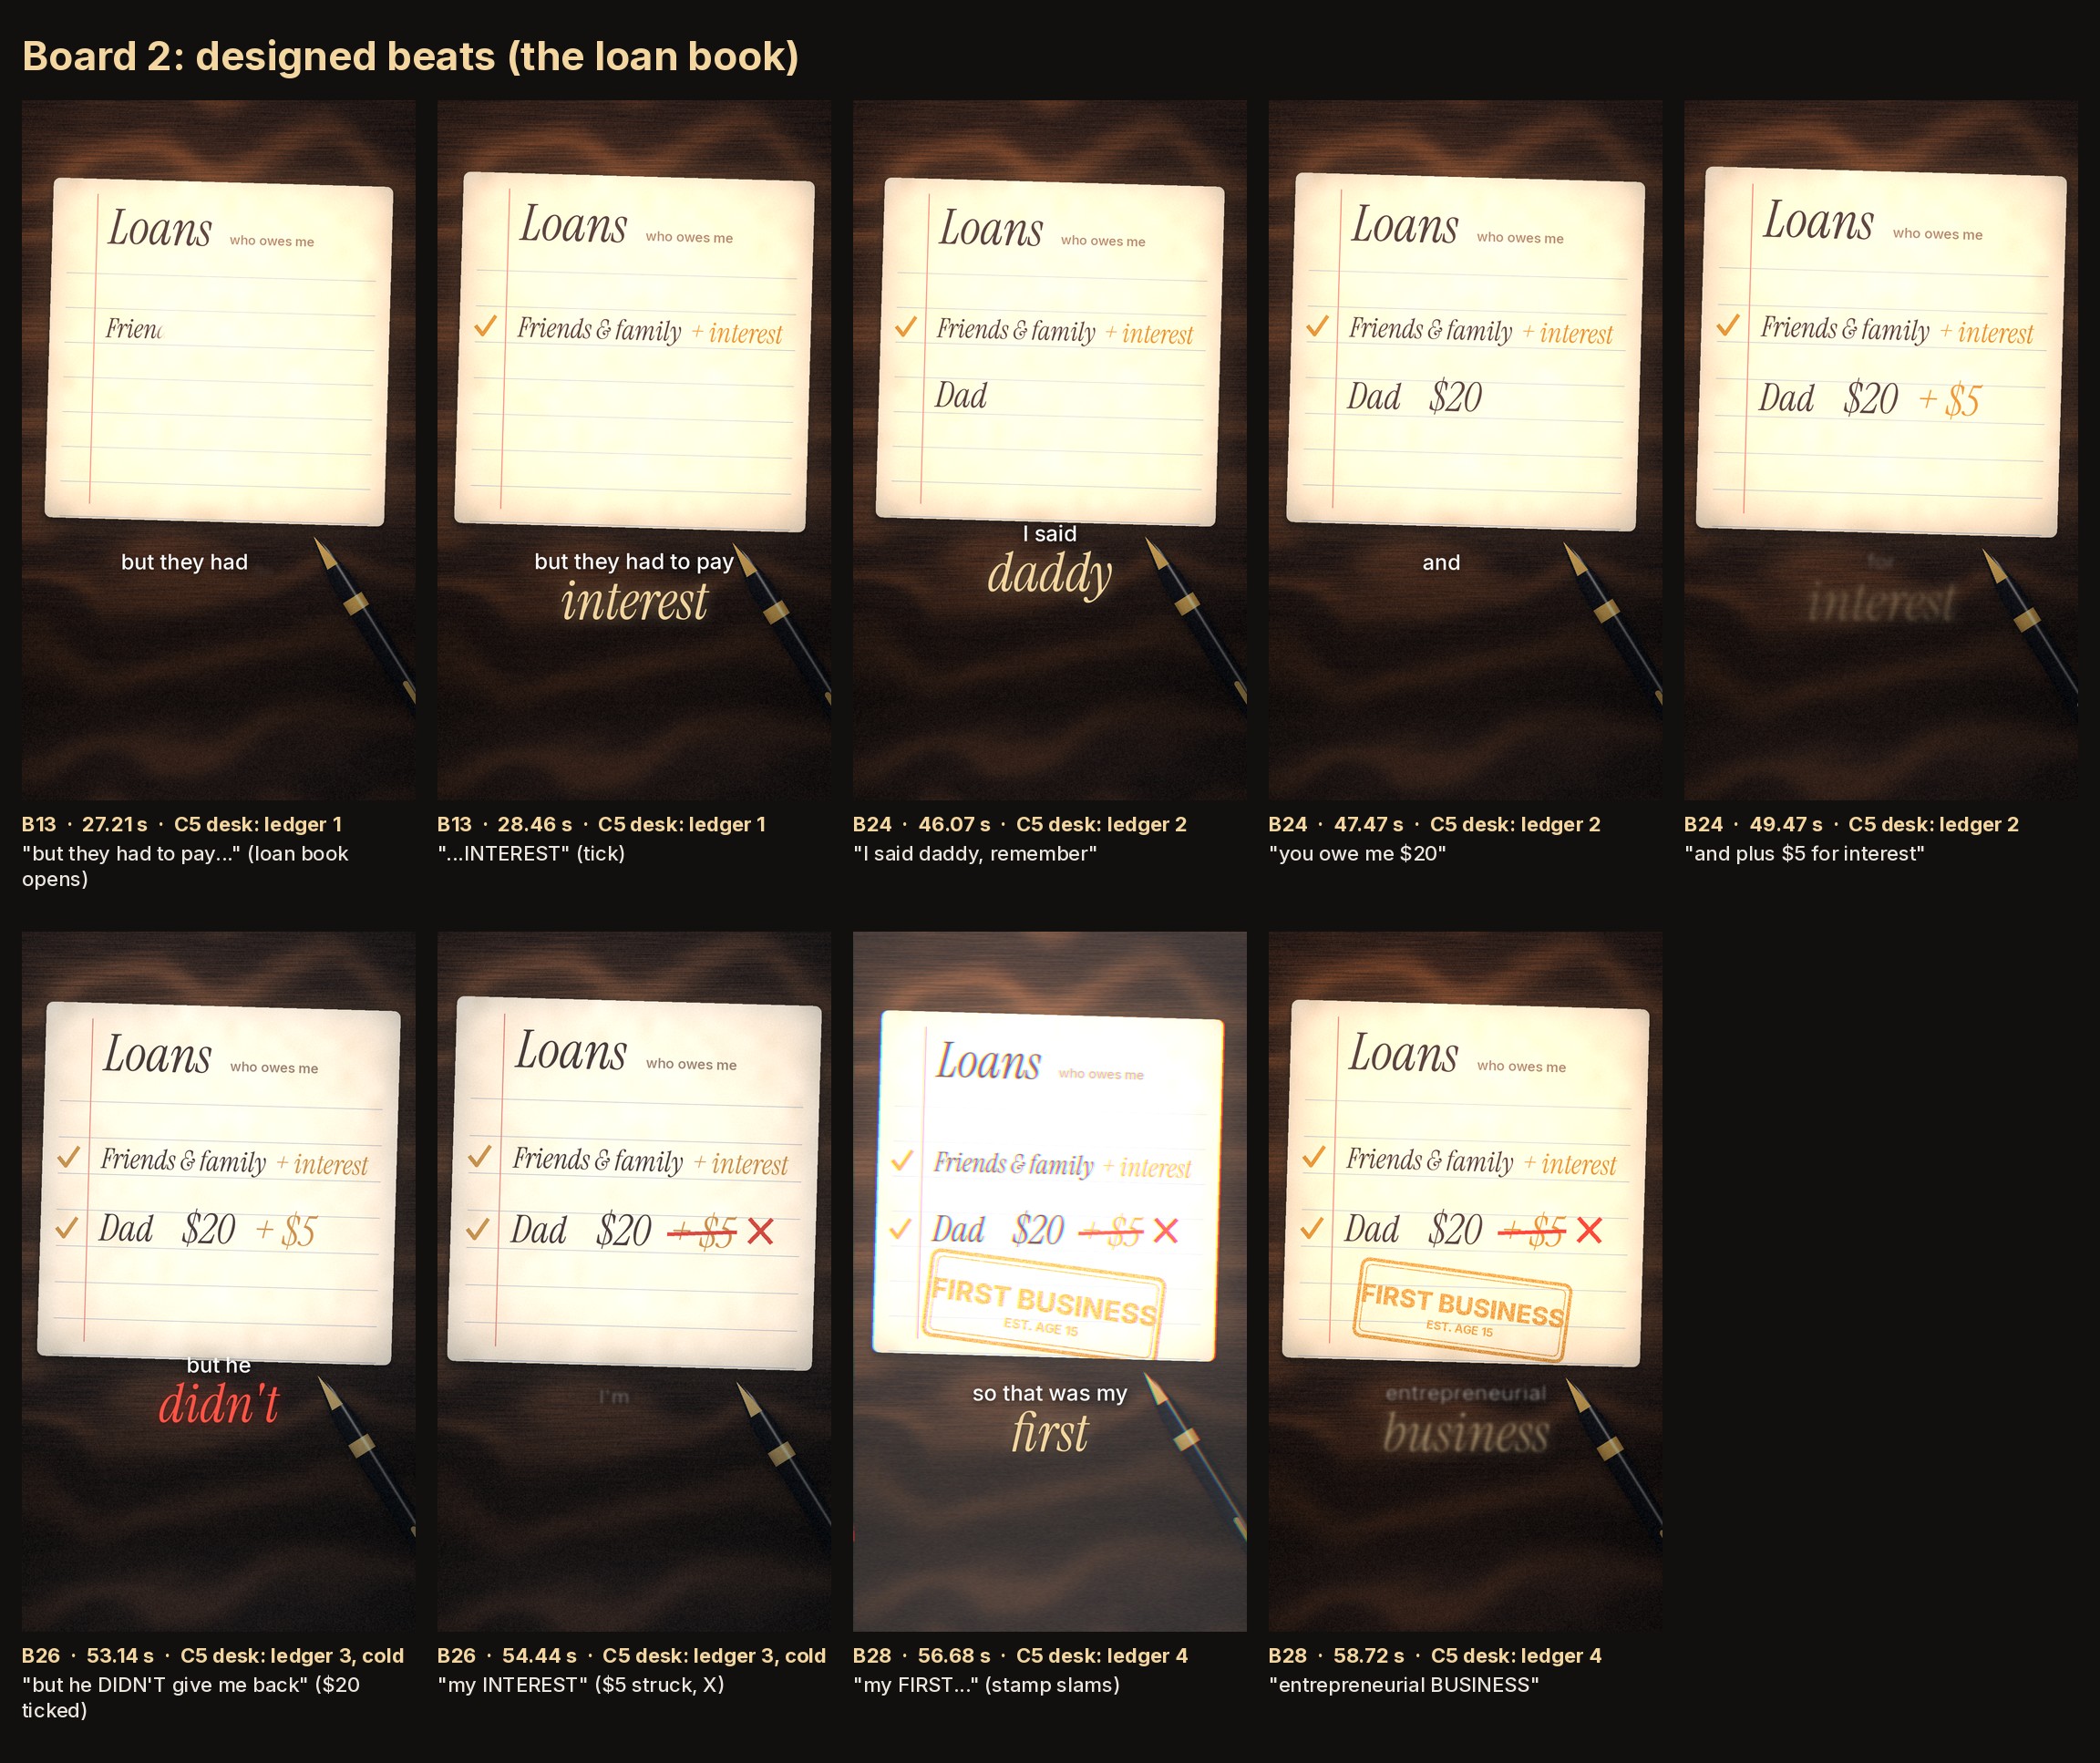 Board 2: designed beats (the loan book)
Loans who owes me
Frien
but they had
B13 · 27.21 s · C5 desk: ledger 1
"but they had to pay..." (loan book
opens)
Loans who owes me
Friends & family + interest
but they had to pay
interest
B13 · 28.46 s · C5 desk: ledger 1
"...INTEREST" (tick)
Loans who owes me
Friends & family + interest
Dad
I said
daddy
B24 · 46.07 s · C5 desk: ledger 2
"I said daddy, remember"
Loans who owes me
Friends & family + interest
Dad $20
and
B24 · 47.47 s · C5 desk: ledger 2
"you owe me $20"
Loans who owes me
Friends & family + interest
Dad $20 + $5
for
interest
B24 · 49.47 s · C5 desk: ledger 2
"and plus $5 for interest"
Loans who owes me
Friends & family + interest
Dad $20 + $5
but he
didn't
B26 · 53.14 s · C5 desk: ledger 3, cold
"but he DIDN'T give me back" ($20
ticked)
Loans who owes me
Friends & family + interest
Dad $20 + $5
I'm
B26 · 54.44 s · C5 desk: ledger 3, cold
"my INTEREST" ($5 struck, X)
Loans who owes me
Friends & family + interest
Dad $20 + $5
FIRST BUSINESS
EST. AGE 15
so that was my
first
B28 · 56.68 s · C5 desk: ledger 4
"my FIRST..." (stamp slams)
Loans who owes me
Friends & family + interest
Dad $20 + $5
FIRST BUSINESS
EST. AGE 15
entrepreneurial
business
B28 · 58.72 s · C5 desk: ledger 4
"entrepreneurial BUSINESS"